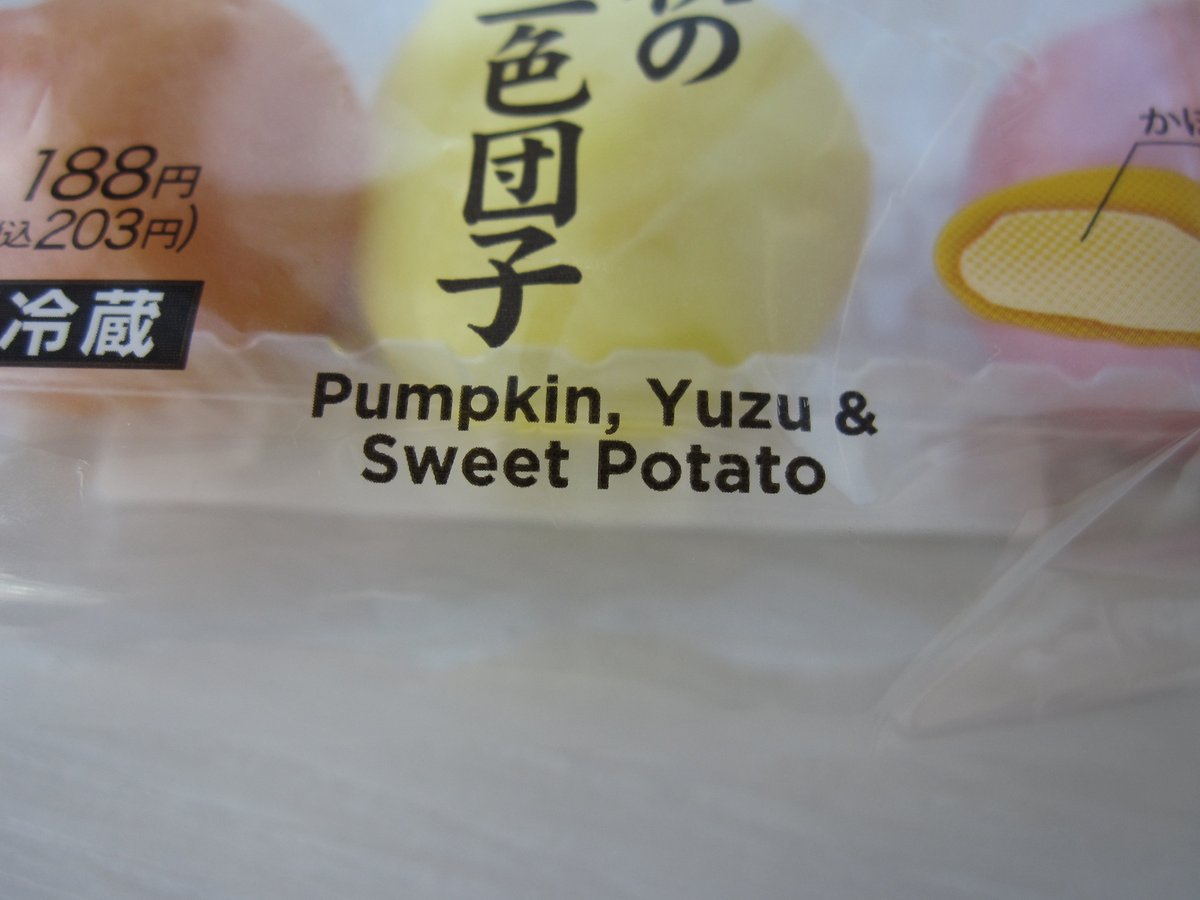 の
色団子
188円
込203円)
冷蔵
Pumpkin, Yuzu &
Sweet Potato